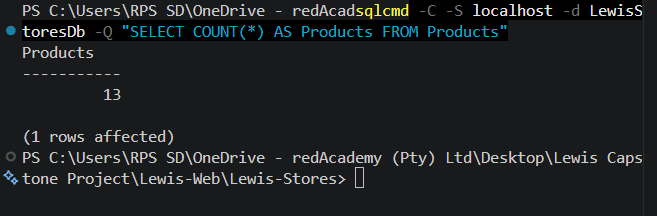 PS C:\Users\RPS SD\OneDrive - redAcadsqlcmd -C -S localhost -d LewisS
toresDb -Q "SELECT COUNT(*) AS Products FROM Products"
Products
-----------
         13

(1 rows affected)
PS C:\Users\RPS SD\OneDrive - redAcademy (Pty) Ltd\Desktop\Lewis Caps
tone Project\Lewis-Web\Lewis-Stores>